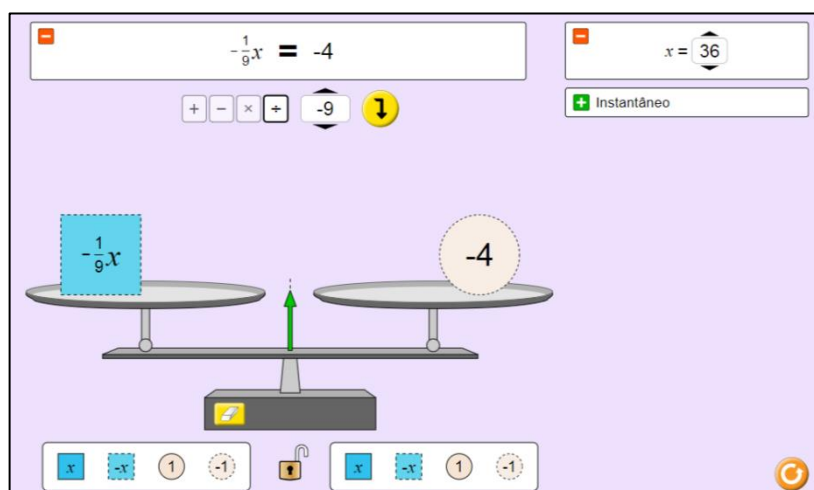 -1/9x = -4
x = 36
+ − × ÷ -9
Instantâneo
-1/9x
-4
x -x 1 -1
x -x 1 -1